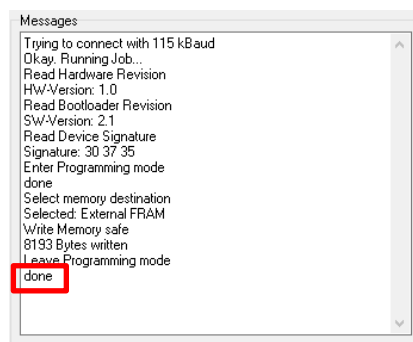 Messages
Trying to connect with 115 kBaud
Okay. Running Job...
Read Hardware Revision
HW-Version: 1.0
Read Bootloader Revision
SW-Version: 2.1
Read Device Signature
Signature: 30 37 35
Enter Programming mode
done
Select memory destination
Selected: External FRAM
Write Memory safe
8193 Bytes written
Leave Programming mode
done